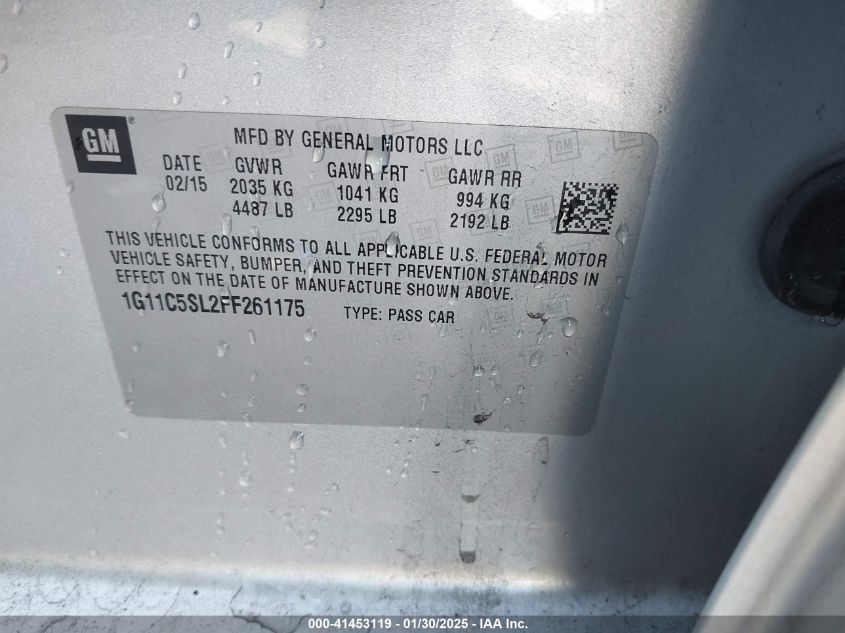 GM
MFD BY GENERAL MOTORS LLC
DATE GVWR GAWR FRT GAWR RR
02/15 2035 KG 1041 KG 994 KG
4487 LB 2295 LB 2192 LB
THIS VEHICLE CONFORMS TO ALL APPLICABLE U.S. FEDERAL MOTOR
VEHICLE SAFETY, BUMPER, AND THEFT PREVENTION STANDARDS IN
EFFECT ON THE DATE OF MANUFACTURE SHOWN ABOVE.
1G11C5SL2FF261175 TYPE: PASS CAR
000-41453119 - 01/30/2025 - IAA Inc.